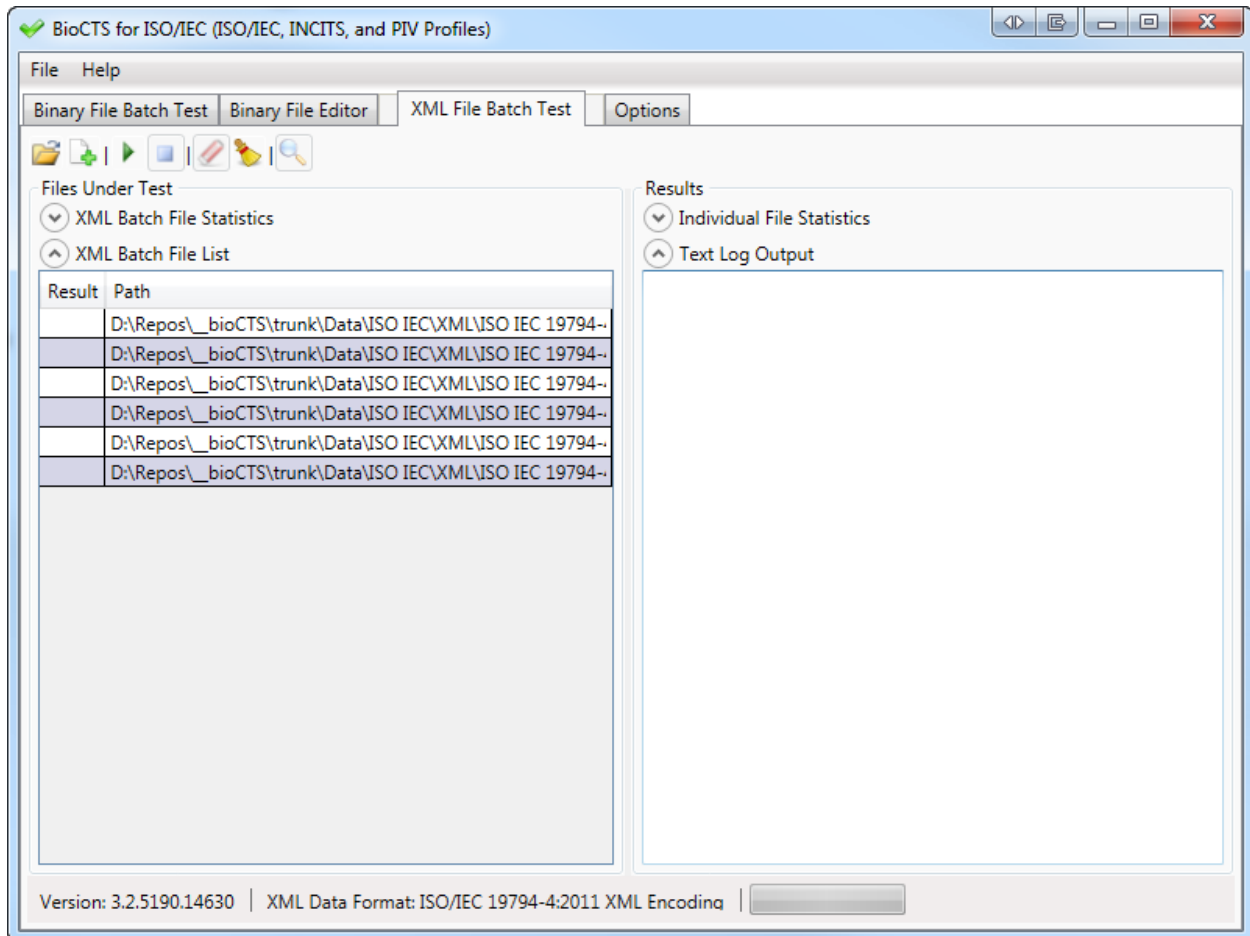 BioCTS for ISO/IEC (ISO/IEC, INCITS, and PIV Profiles)
File Help
Binary File Batch Test Binary File Editor XML File Batch Test Options
Files Under Test
XML Batch File Statistics
XML Batch File List
Result Path
D:\Repos\__bioCTS\trunk\Data\ISO IEC\XML\ISO IEC 19794-
D:\Repos\__bioCTS\trunk\Data\ISO IEC\XML\ISO IEC 19794-
D:\Repos\__bioCTS\trunk\Data\ISO IEC\XML\ISO IEC 19794-
D:\Repos\__bioCTS\trunk\Data\ISO IEC\XML\ISO IEC 19794-
D:\Repos\__bioCTS\trunk\Data\ISO IEC\XML\ISO IEC 19794-
D:\Repos\__bioCTS\trunk\Data\ISO IEC\XML\ISO IEC 19794-
Results
Individual File Statistics
Text Log Output
Version: 3.2.5190.14630 | XML Data Format: ISO/IEC 19794-4:2011 XML Encoding |